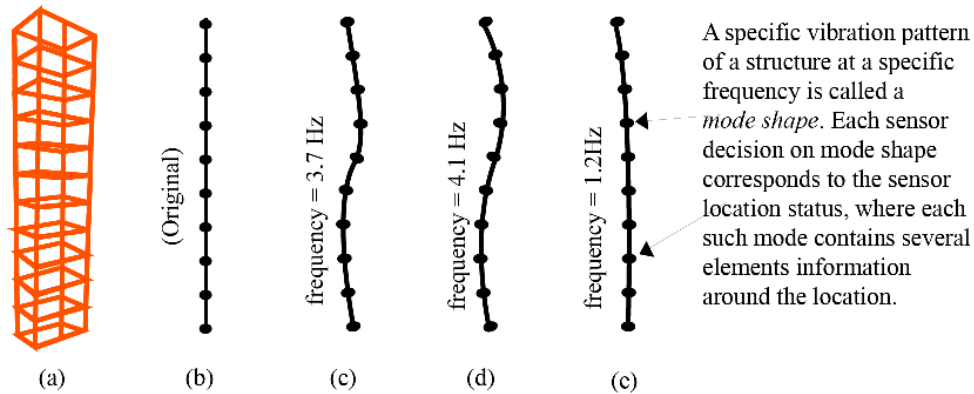 (Original)
frequency = 3.7 Hz
frequency = 4.1 Hz
frequency = 1.2Hz
A specific vibration pattern
of a structure at a specific
frequency is called a
mode shape. Each sensor
decision on mode shape
corresponds to the sensor
location status, where each
such mode contains several
elements information
around the location.
(a)
(b)
(c)
(d)
(e)